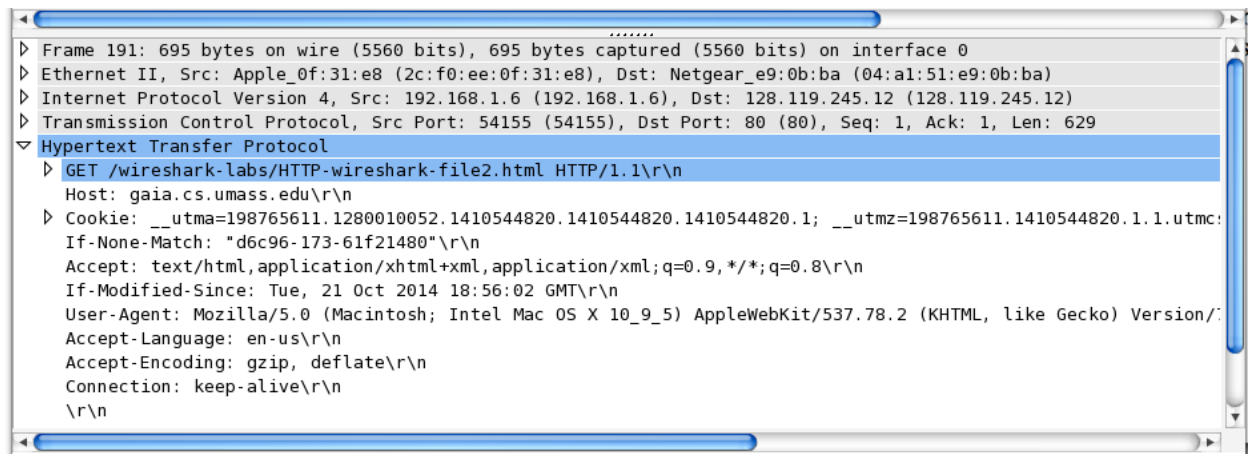 Frame 191: 695 bytes on wire (5560 bits), 695 bytes captured (5560 bits) on interface 0
Ethernet II, Src: Apple_0f:31:e8 (2c:f0:ee:0f:31:e8), Dst: Netgear_e9:0b:ba (04:a1:51:e9:0b:ba)
Internet Protocol Version 4, Src: 192.168.1.6 (192.168.1.6), Dst: 128.119.245.12 (128.119.245.12)
Transmission Control Protocol, Src Port: 54155 (54155), Dst Port: 80 (80), Seq: 1, Ack: 1, Len: 629
Hypertext Transfer Protocol
GET /wireshark-labs/HTTP-wireshark-file2.html HTTP/1.1\r\n
Host: gaia.cs.umass.edu\r\n
Cookie: __utma=198765611.1280010052.1410544820.1410544820.1410544820.1; __utmz=198765611.1410544820.1.1.utmcs
If-None-Match: "d6c96-173-61f21480"\r\n
Accept: text/html,application/xhtml+xml,application/xml;q=0.9,*/*;q=0.8\r\n
If-Modified-Since: Tue, 21 Oct 2014 18:56:02 GMT\r\n
User-Agent: Mozilla/5.0 (Macintosh; Intel Mac OS X 10_9_5) AppleWebKit/537.78.2 (KHTML, like Gecko) Version/
Accept-Language: en-us\r\n
Accept-Encoding: gzip, deflate\r\n
Connection: keep-alive\r\n
\r\n